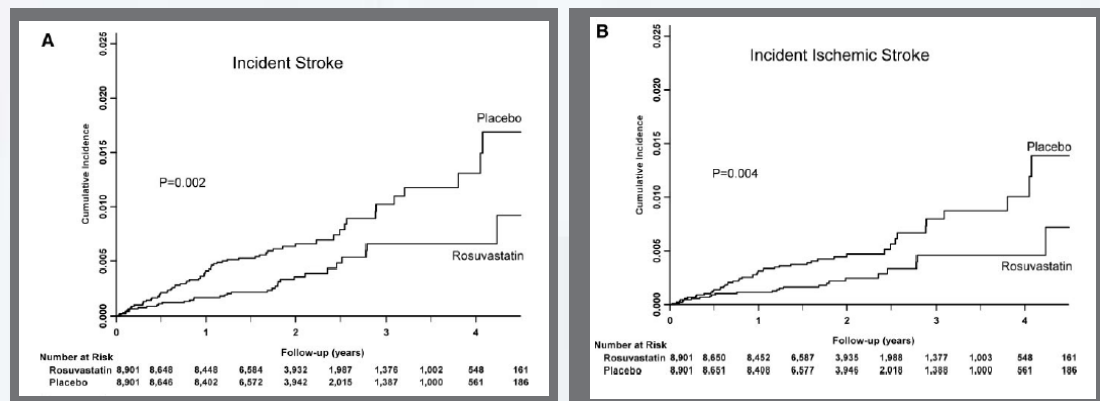 A
Incident Stroke
0.025
0.020
0.015
0.010
0.005
0.000
Cumulative Incidence
P=0.002
Placebo
Rosuvastatin
0 1 2 3 4
Follow-up (years)
Number at Risk
Rosuvastatin 8,901 8,648 8,448 6,584 3,932 1,987 1,376 1,002 548 161
Placebo 8,901 8,646 8,402 6,572 3,942 2,015 1,387 1,000 561 186
B
Incident Ischemic Stroke
0.025
0.020
0.015
0.010
0.005
0.000
Cumulative Incidence
P=0.004
Placebo
Rosuvastatin
0 1 2 3 4
Follow-up (years)
Number at Risk
Rosuvastatin 8,901 8,650 8,452 6,587 3,935 1,988 1,377 1,003 548 161
Placebo 8,901 8,651 8,408 6,577 3,946 2,018 1,388 1,000 561 186